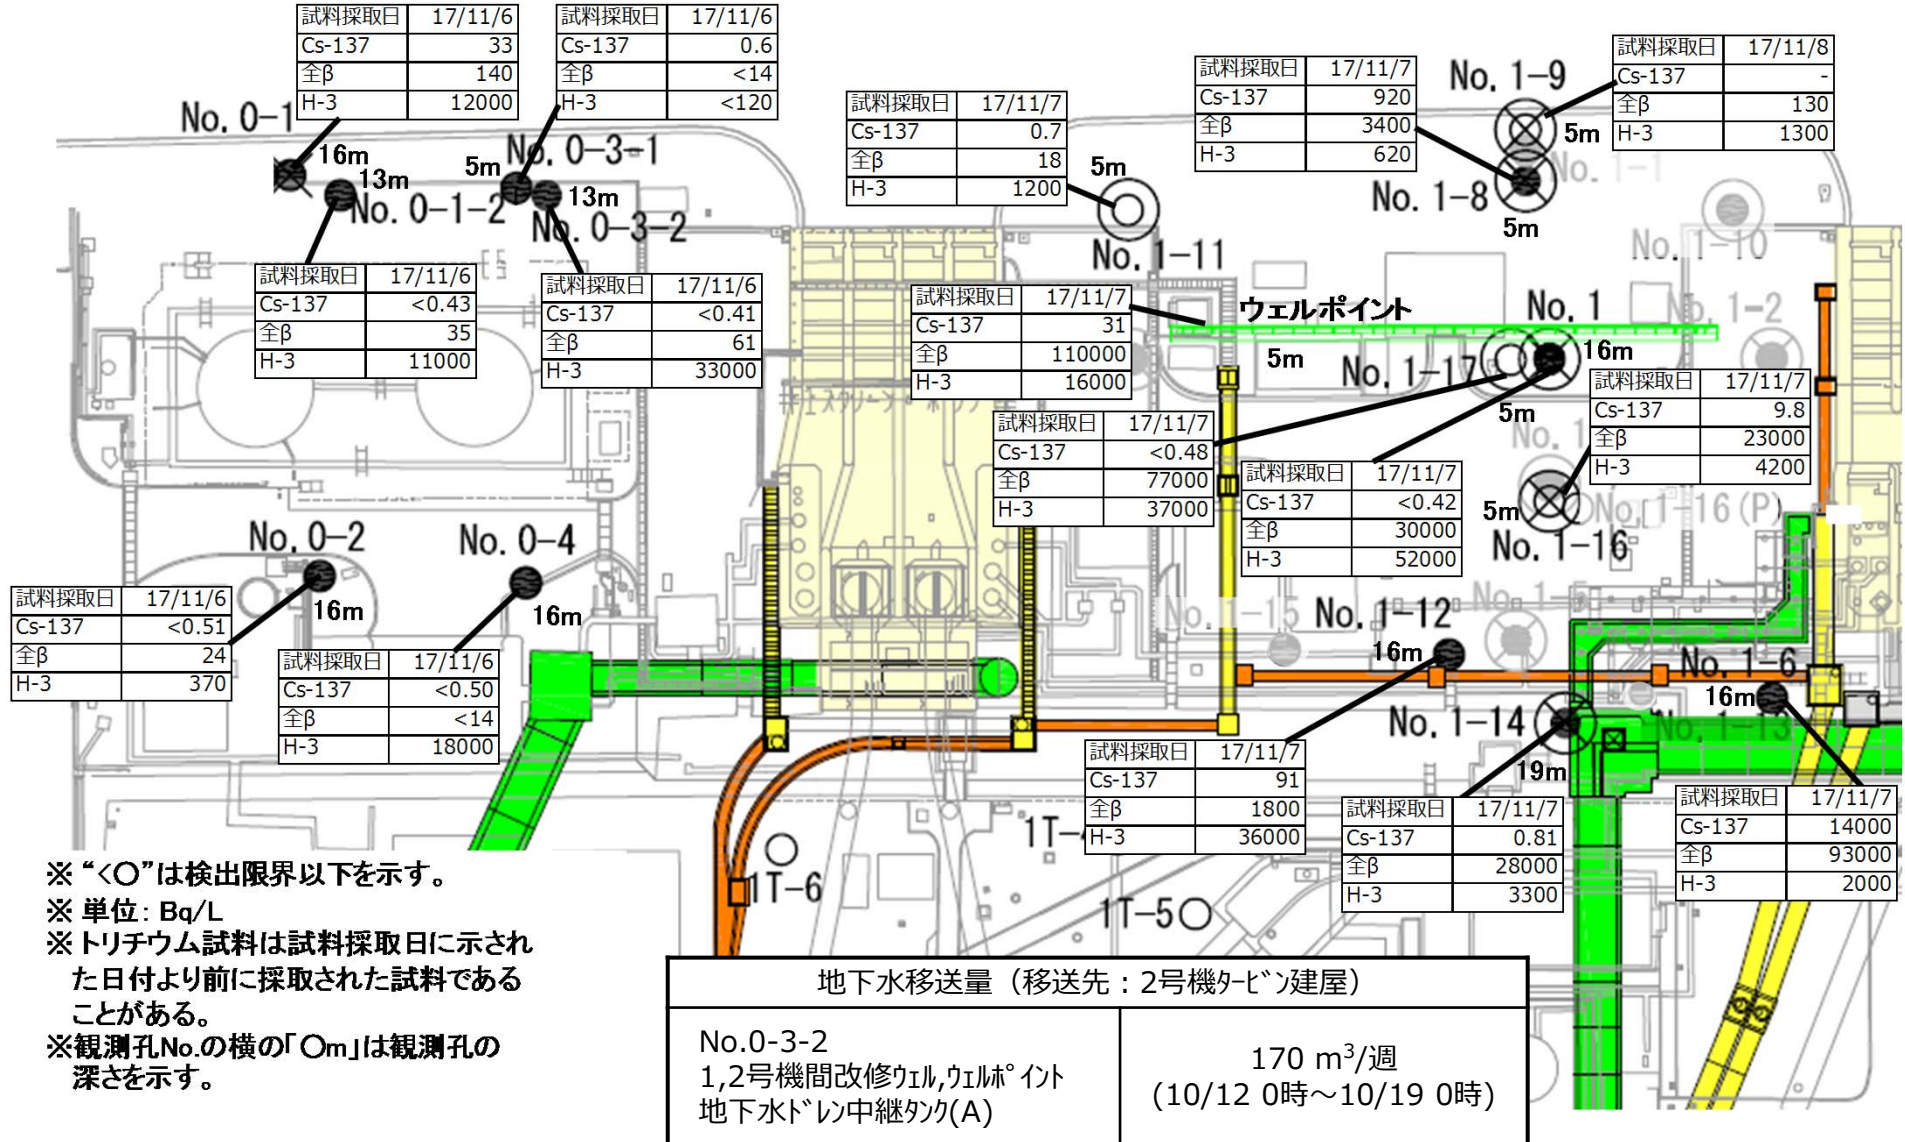 試料採取日 17/11/6
Cs-137 33
全β 140
H-3 12000
試料採取日 17/11/6
Cs-137 0.6
全β <14
H-3 <120
試料採取日 17/11/7
Cs-137 0.7
全β 18
H-3 1200
試料採取日 17/11/7
Cs-137 920
全β 3400
H-3 620
試料採取日 17/11/8
Cs-137 -
全β 130
H-3 1300
No. 0-1
16m
13m
No. 0-1-2
5m
No. 0-3-1
13m
No. 0-3-2
5m
No. 1-11
No. 1-9
5m
No. 1-1
No. 1-8
5m
No. 1-10
試料採取日 17/11/6
Cs-137 <0.43
全β 35
H-3 11000
試料採取日 17/11/6
Cs-137 <0.41
全β 61
H-3 33000
試料採取日 17/11/7
Cs-137 31
全β 110000
H-3 16000
ウェルポイント
5m
No. 1
16m
No. 1-2
No. 1-17
5m
試料採取日 17/11/7
Cs-137 <0.48
全β 77000
H-3 37000
試料採取日 17/11/7
Cs-137 <0.42
全β 30000
H-3 52000
試料採取日 17/11/7
Cs-137 9.8
全β 23000
H-3 4200
5m
No. 1-16(P)
No. 1-16
No. 0-2
16m
No. 0-4
16m
試料採取日 17/11/6
Cs-137 <0.51
全β 24
H-3 370
試料採取日 17/11/6
Cs-137 <0.50
全β <14
H-3 18000
No. 1-15
No. 1-12
16m
No. 1-5
No. 1-6
16m
No. 1-14
No. 1-13
19m
試料採取日 17/11/7
Cs-137 91
全β 1800
H-3 36000
試料採取日 17/11/7
Cs-137 0.81
全β 28000
H-3 3300
試料採取日 17/11/7
Cs-137 14000
全β 93000
H-3 2000
1T-6
1T-5
※ “<○”は検出限界以下を示す。
※ 単位: Bq/L
※ トリチウム試料は試料採取日に示され
た日付より前に採取された試料である
ことがある。
※観測孔No.の横の「○m」は観測孔の
深さを示す。
地下水移送量（移送先：2号機ﾀｰﾋﾞﾝ建屋）
No.0-3-2
1,2号機間改修ｳｪﾙ,ｳｪﾙﾎﾟｲﾝﾄ
地下水ﾄﾞﾚﾝ中継ﾀﾝｸ(A)
170 m³/週
(10/12 0時～10/19 0時)